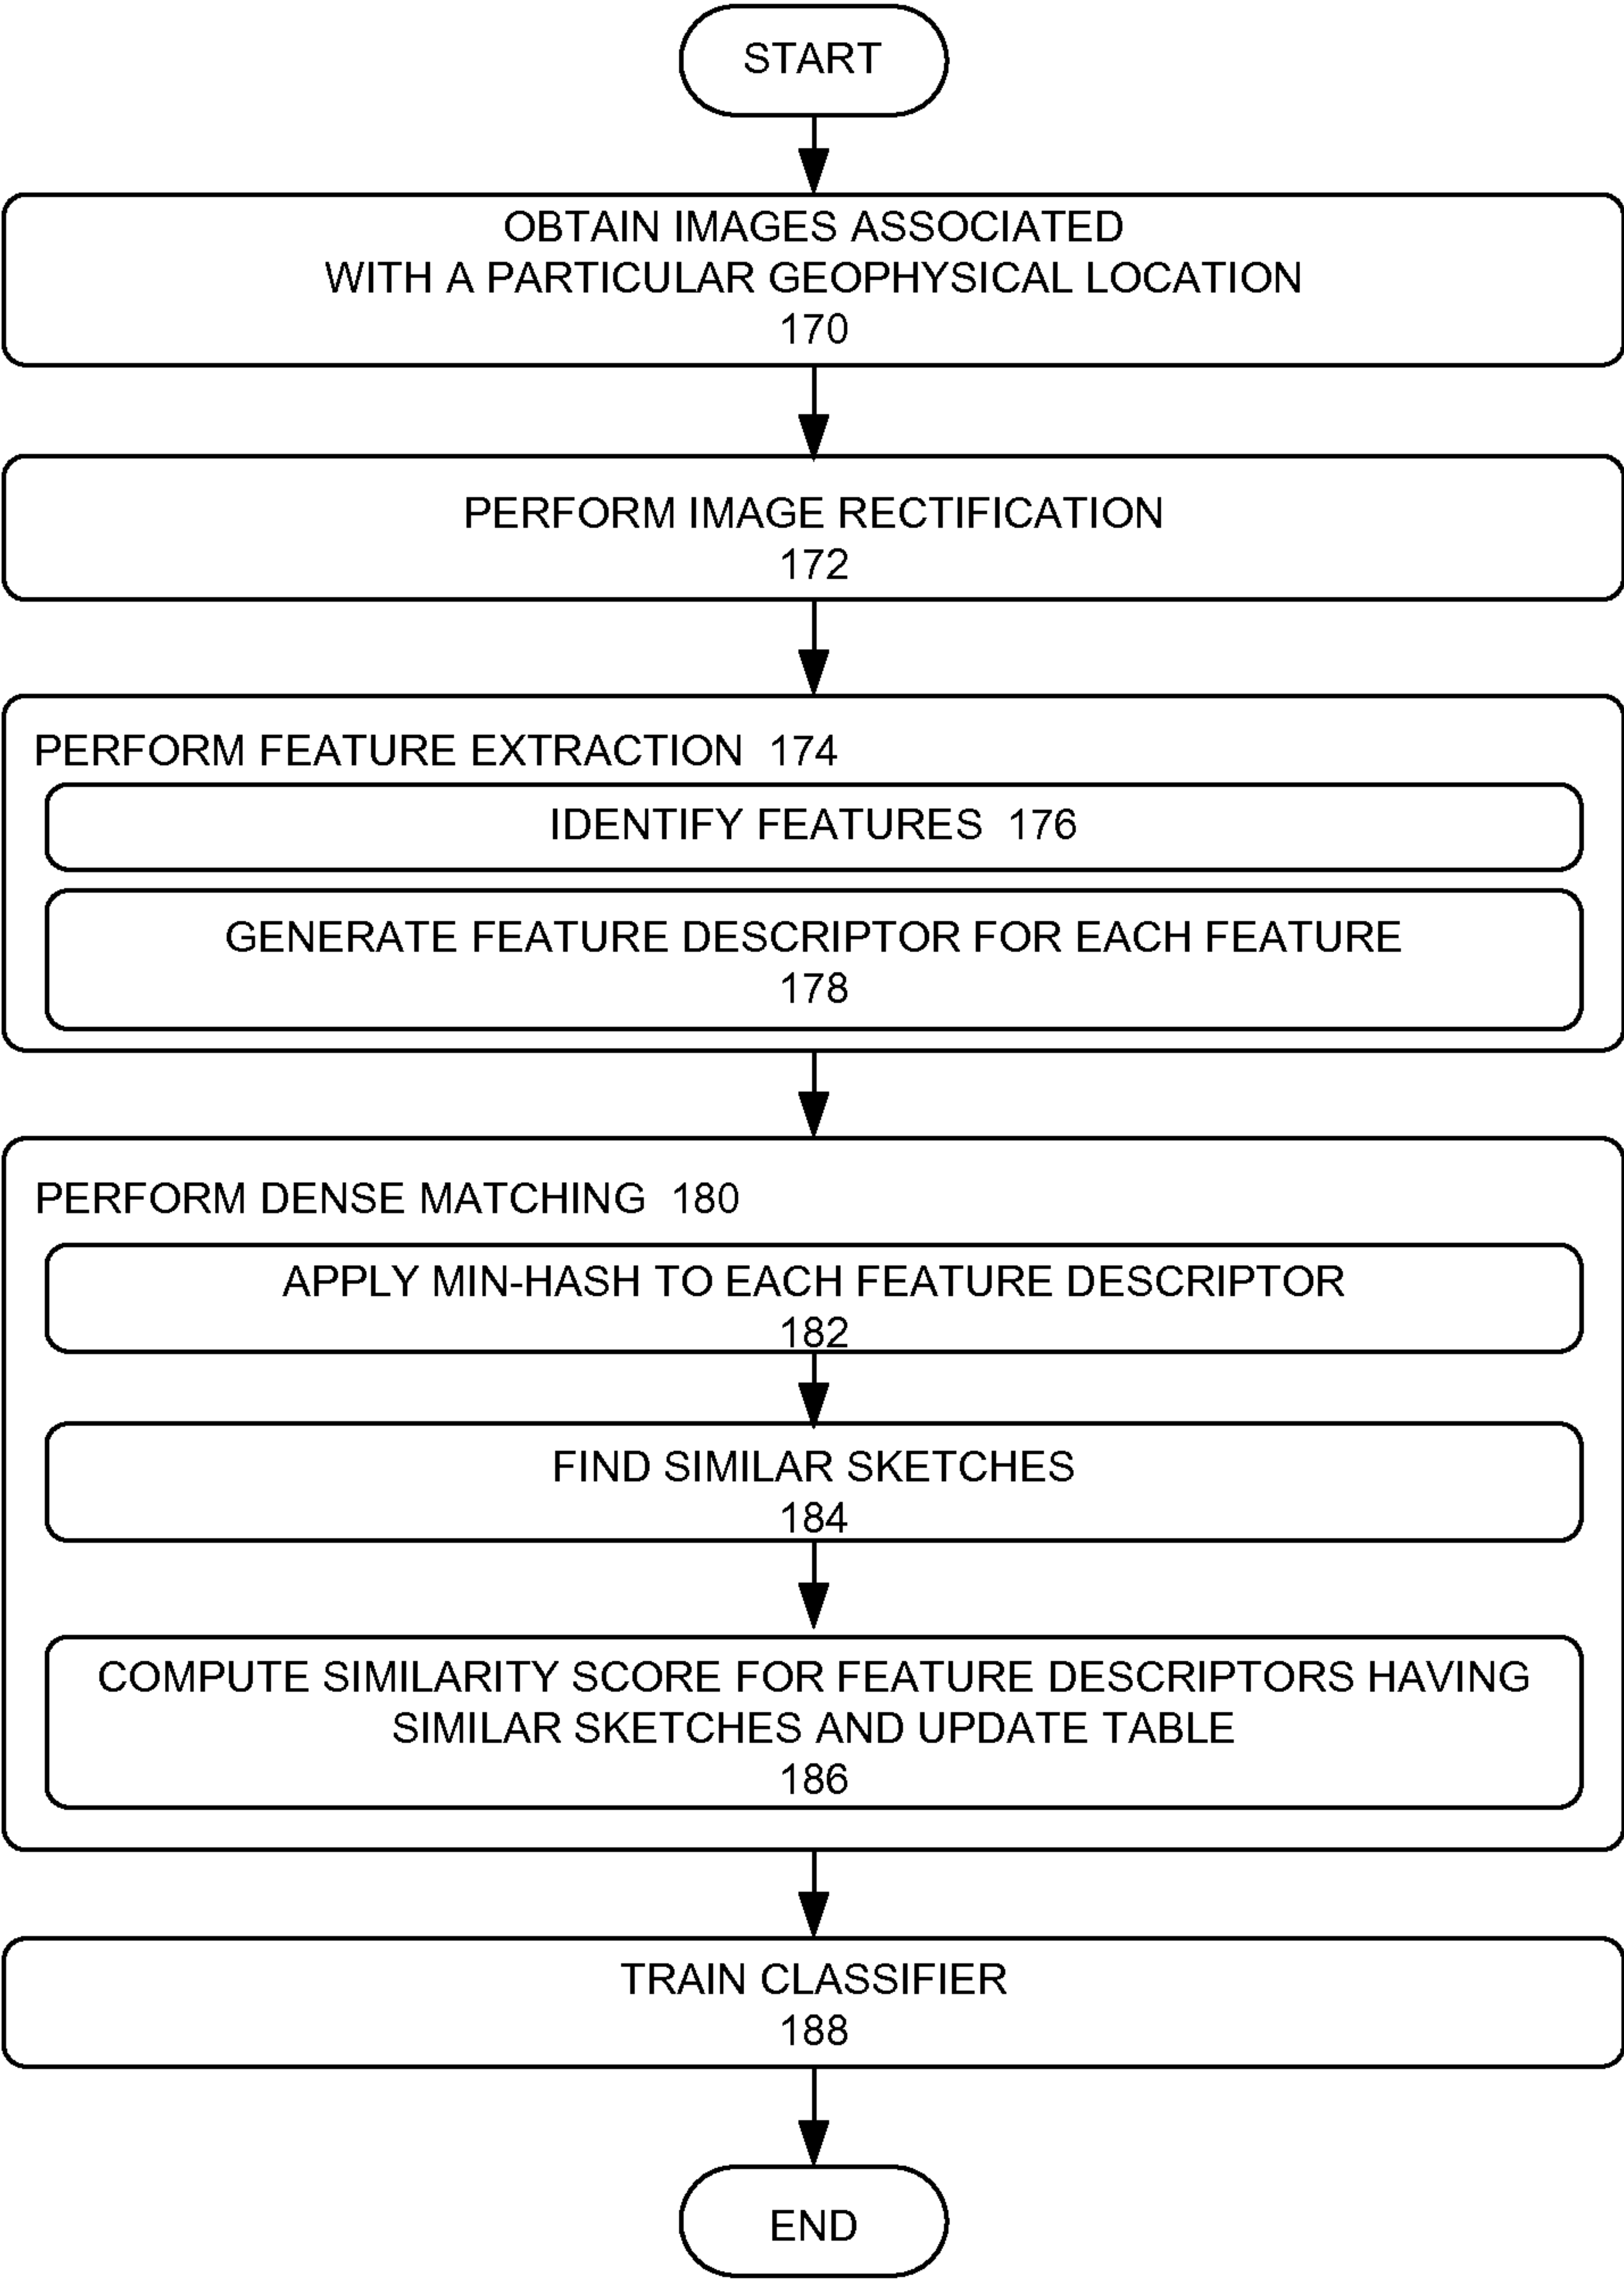 START
OBTAIN IMAGES ASSOCIATED
WITH A PARTICULAR GEOPHYSICAL LOCATION
170
PERFORM IMAGE RECTIFICATION
172
PERFORM FEATURE EXTRACTION 174
IDENTIFY FEATURES 176
GENERATE FEATURE DESCRIPTOR FOR EACH FEATURE
178
PERFORM DENSE MATCHING 180
APPLY MIN-HASH TO EACH FEATURE DESCRIPTOR
182
FIND SIMILAR SKETCHES
184
COMPUTE SIMILARITY SCORE FOR FEATURE DESCRIPTORS HAVING
SIMILAR SKETCHES AND UPDATE TABLE
186
TRAIN CLASSIFIER
188
END